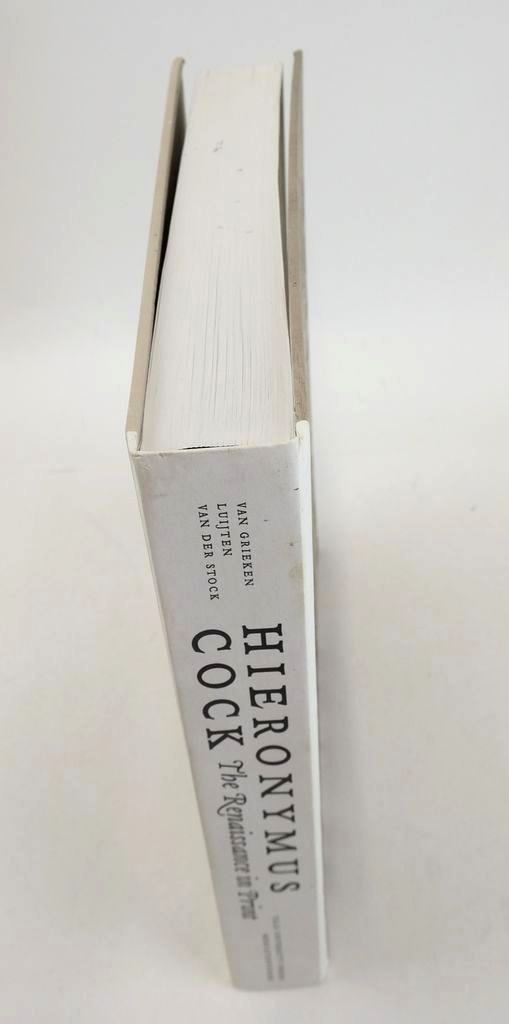 VAN GRIEKEN
LUIJTEN
VAN DER STOCK
HIERONYMUS
COCK The Renaissance in Print